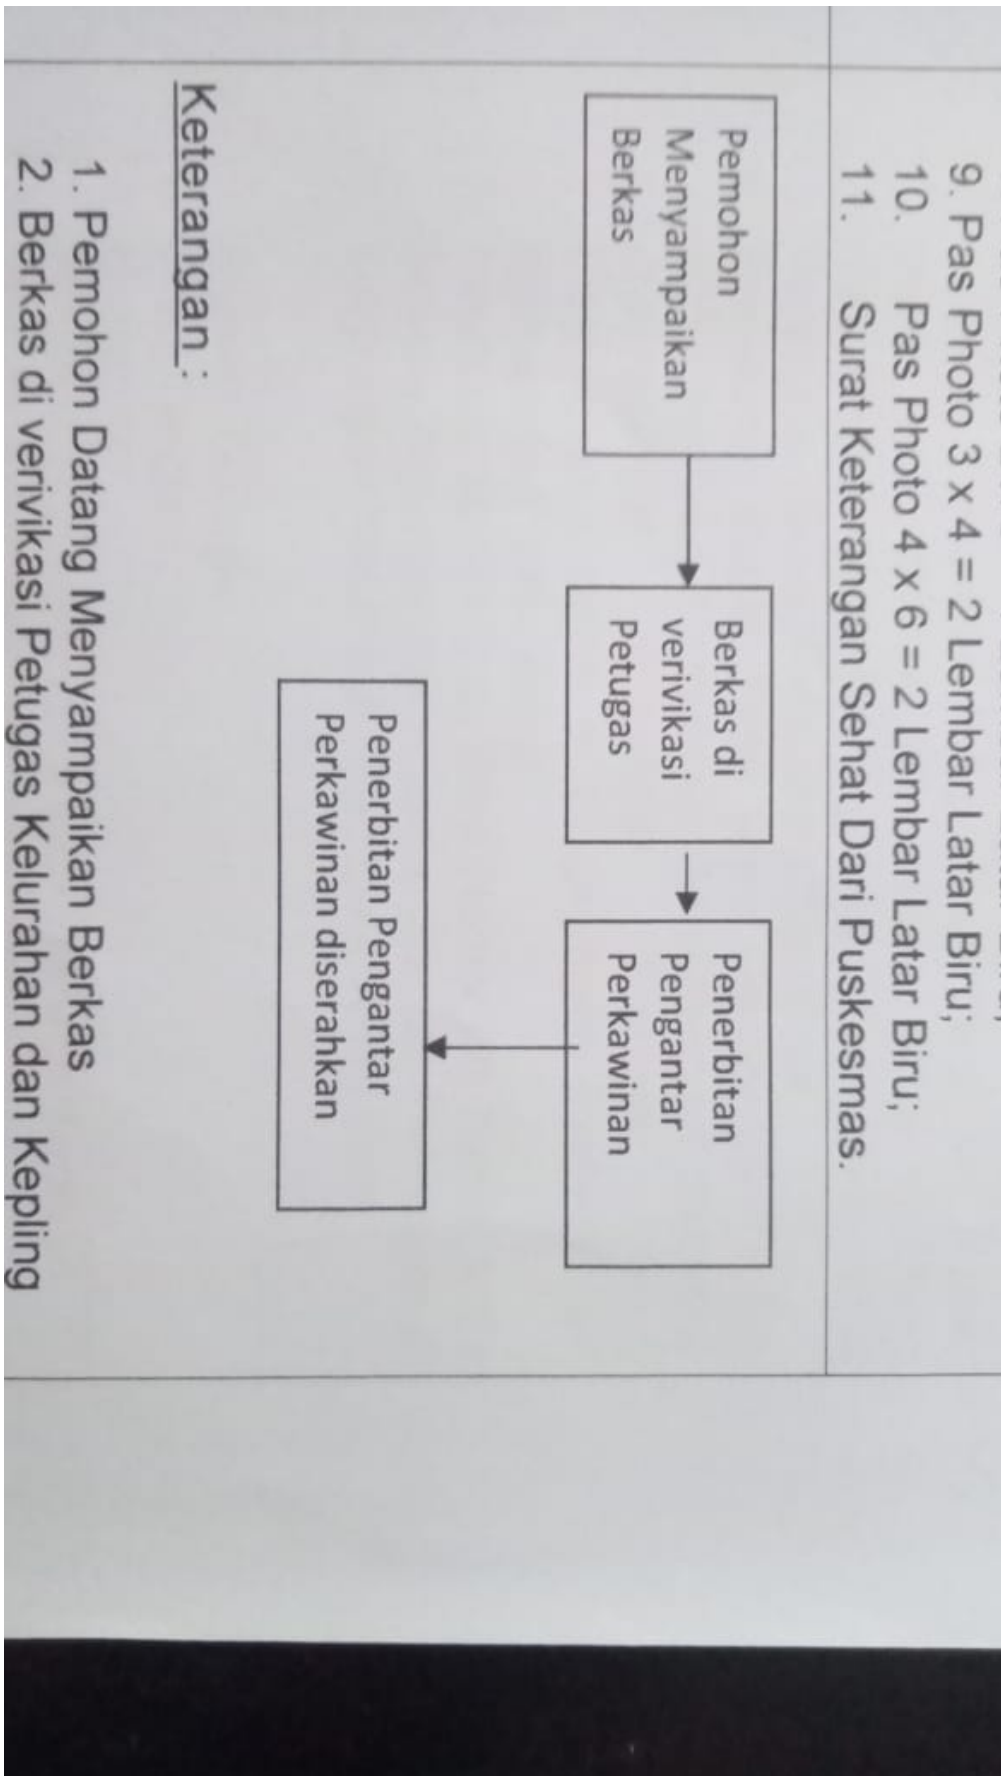 9. Pas Photo 3 x 4 = 2 Lembar Latar Biru;
10. Pas Photo 4 x 6 = 2 Lembar Latar Biru;
11. Surat Keterangan Sehat Dari Puskesmas.
Pemohon
Menyampaikan
Berkas
Berkas di
verivikasi
Petugas
Penerbitan
Pengantar
Perkawinan
Penerbitan Pengantar
Perkawinan diserahkan
Keterangan :
1. Pemohon Datang Menyampaikan Berkas
2. Berkas di verivikasi Petugas Kelurahan dan Kepling